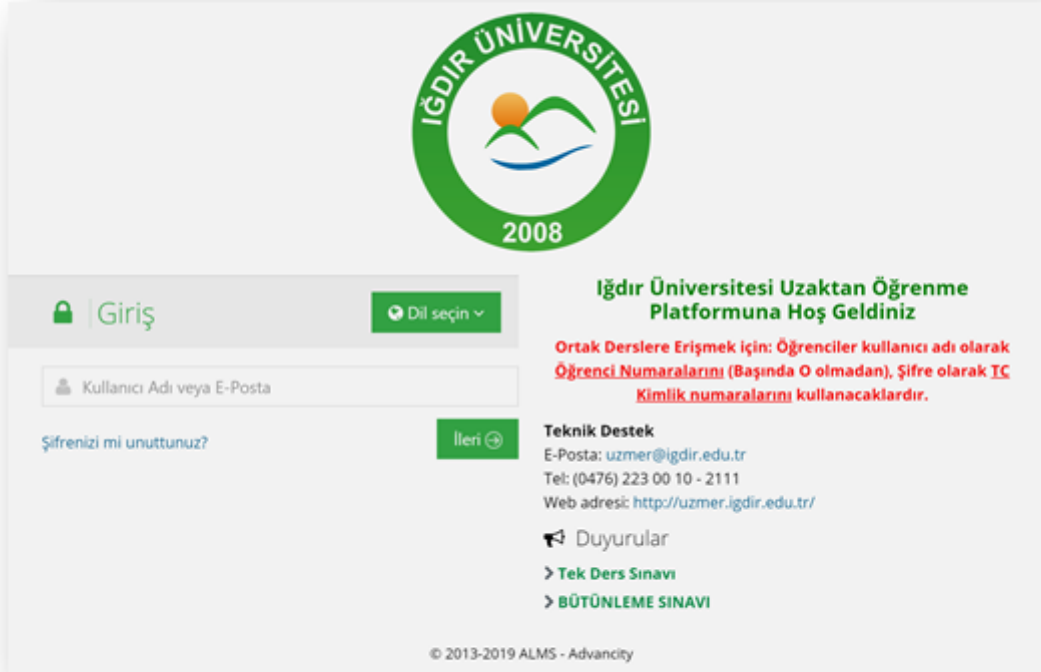 IĞDIR ÜNİVERSİTESİ
2008
Giriş
Dil seçin
Kullanıcı Adı veya E-Posta
Şifrenizi mi unuttunuz?
İleri
Iğdır Üniversitesi Uzaktan Öğrenme
Platformuna Hoş Geldiniz
Ortak Derslere Erişmek için: Öğrenciler kullanıcı adı olarak
Öğrenci Numaralarını (Başında O olmadan), Şifre olarak TC
Kimlik numaralarını kullanacaklardır.
Teknik Destek
E-Posta: uzmer@igdir.edu.tr
Tel: (0476) 223 00 10 - 2111
Web adresi: http://uzmer.igdir.edu.tr/
Duyurular
Tek Ders Sınavı
BÜTÜNLEME SINAVI
© 2013-2019 ALMS - Advancity